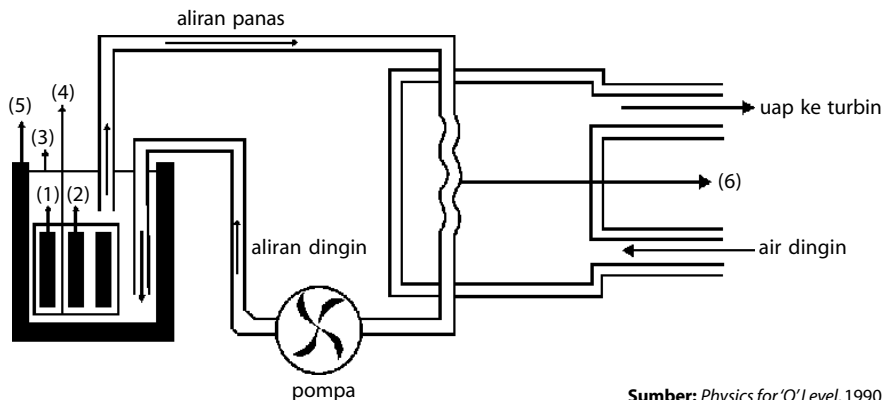 aliran panas
(5)
(4)
(3)
(1)
(2)
uap ke turbin
(6)
aliran dingin
air dingin
pompa
Sumber: Physics for 'O' Level, 1990